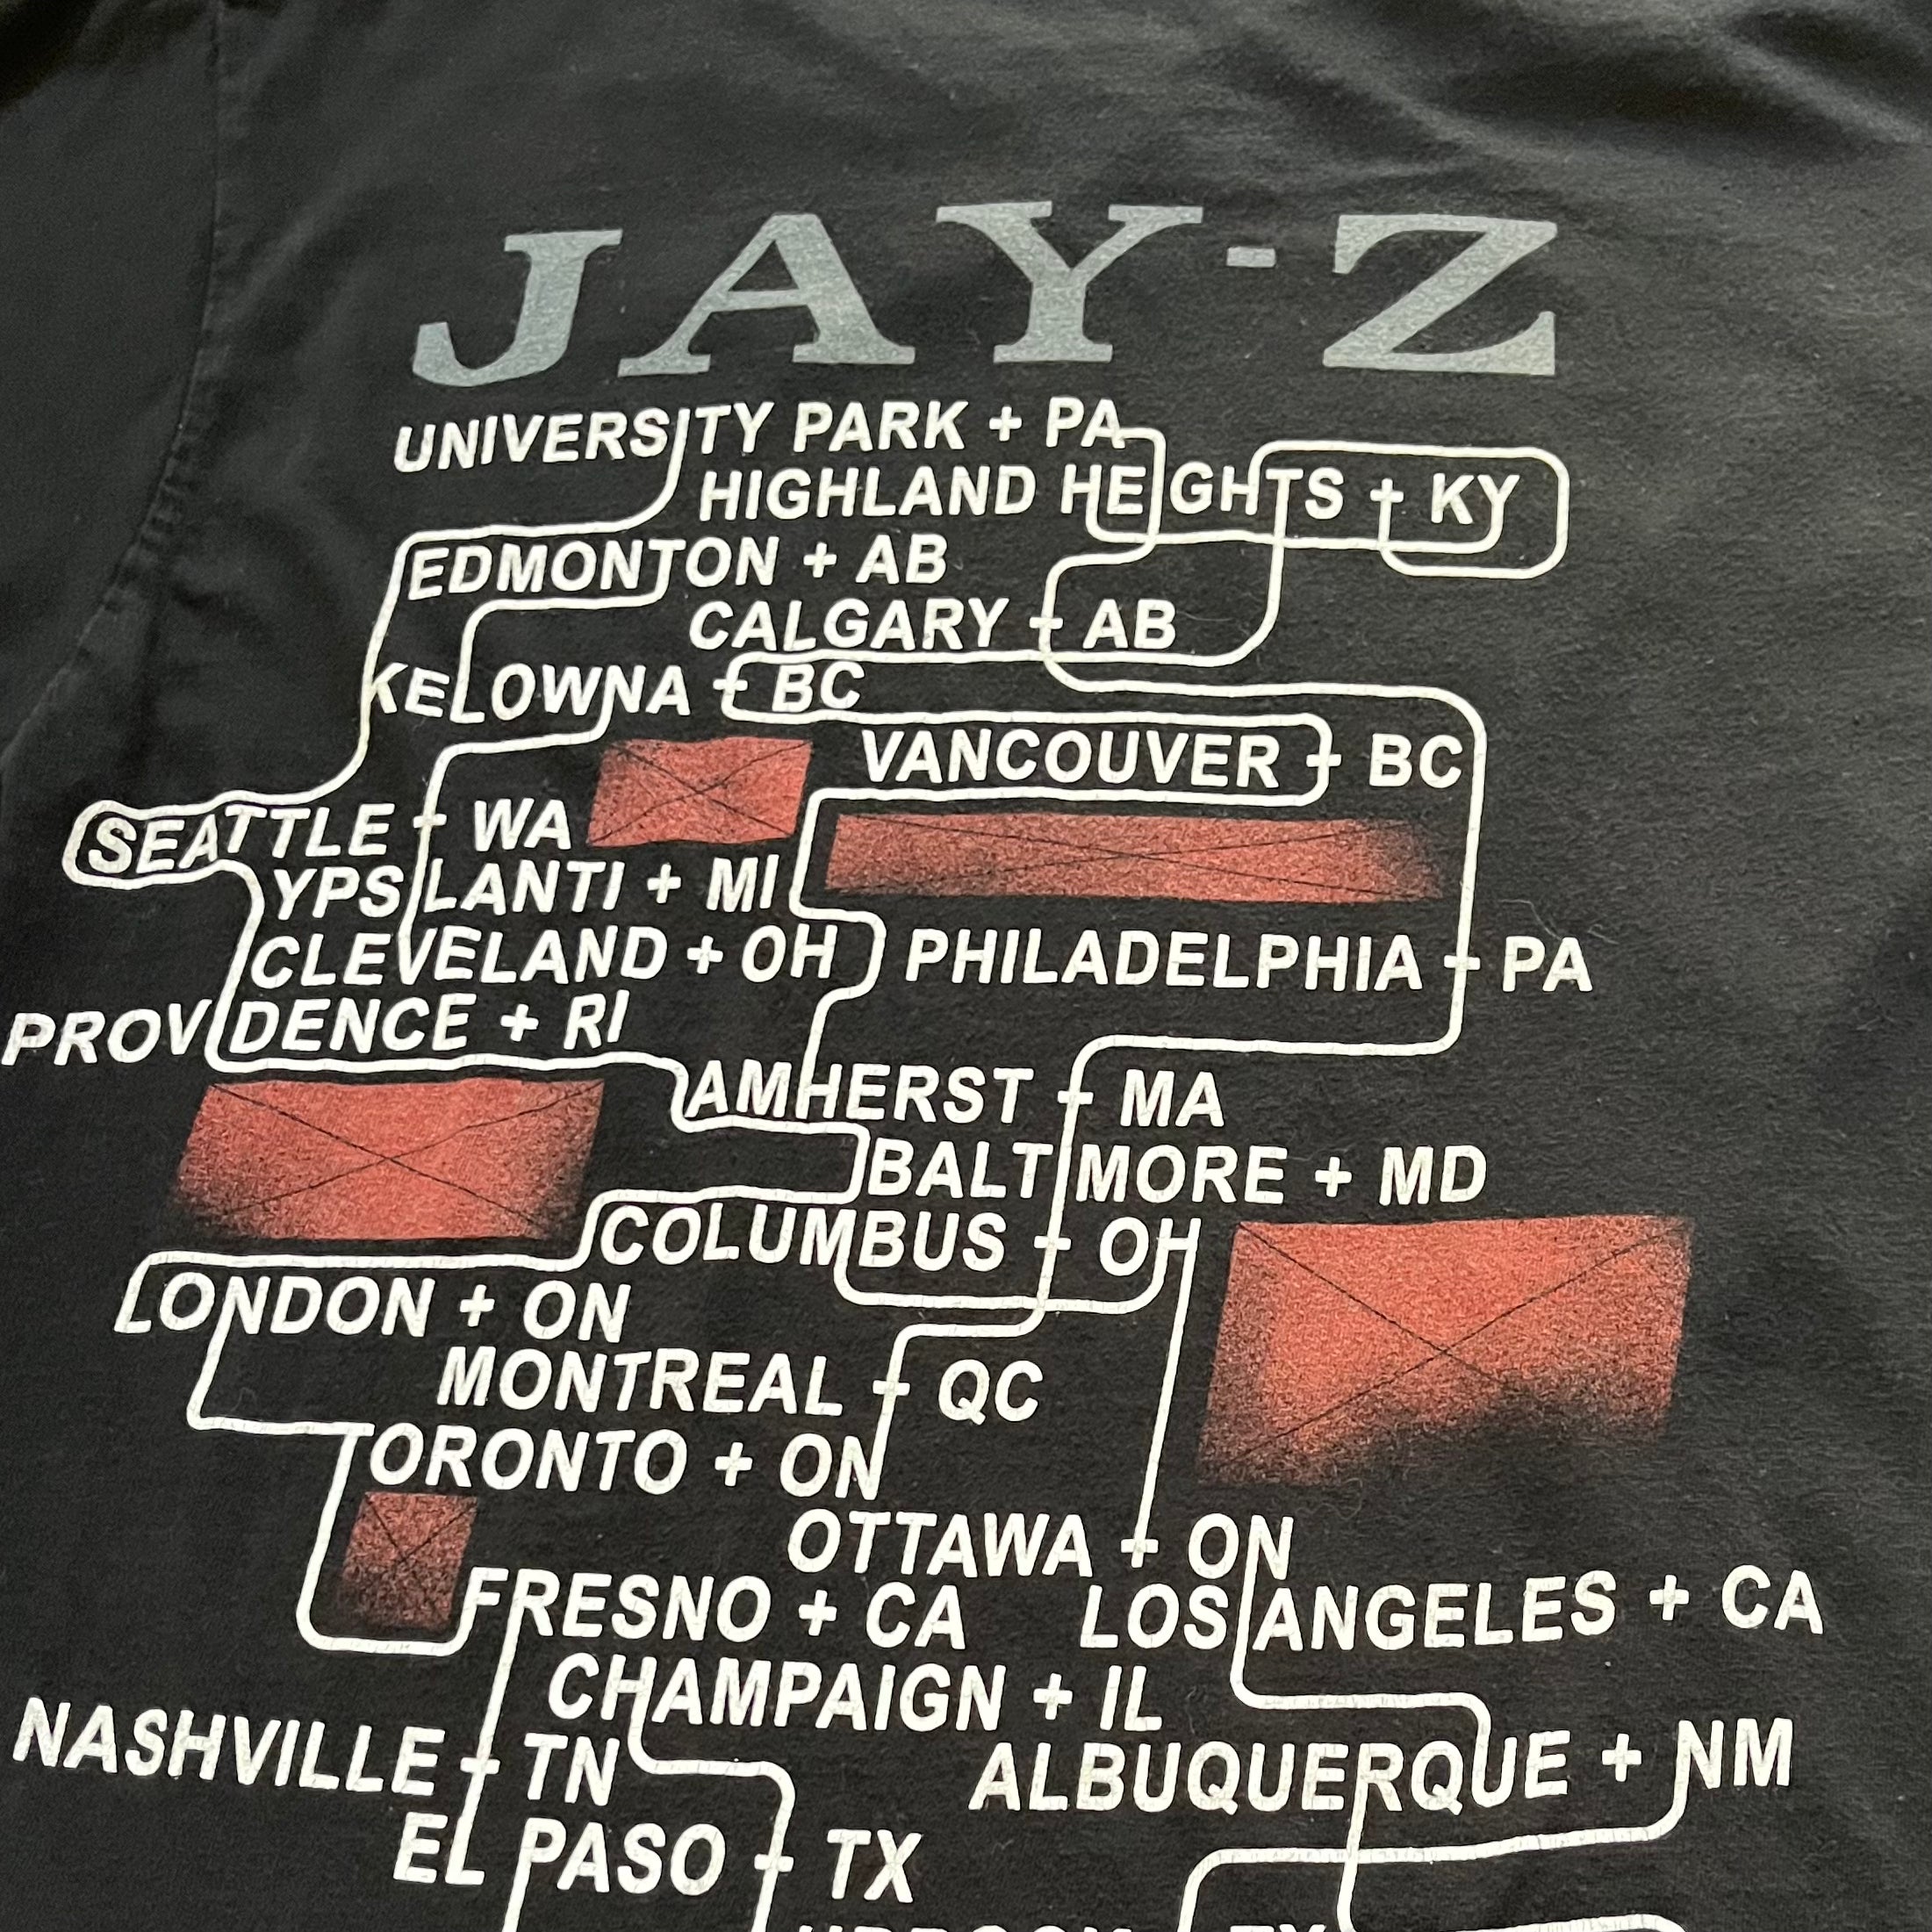 JAY-Z
UNIVERSITY PARK + PA
HIGHLAND HEIGHTS + KY
EDMONTON + AB
CALGARY + AB
KELOWNA + BC
VANCOUVER + BC
SEATTLE + WA
YPSILANTI + MI
CLEVELAND + OH
PHILADELPHIA + PA
PROVIDENCE + RI
AMHERST + MA
BALTIMORE + MD
COLUMBUS + OH
LONDON + ON
MONTREAL + QC
TORONTO + ON
OTTAWA + ON
FRESNO + CA
LOS ANGELES + CA
CHAMPAIGN + IL
NASHVILLE + TN
ALBUQUERQUE + NM
EL PASO + TX